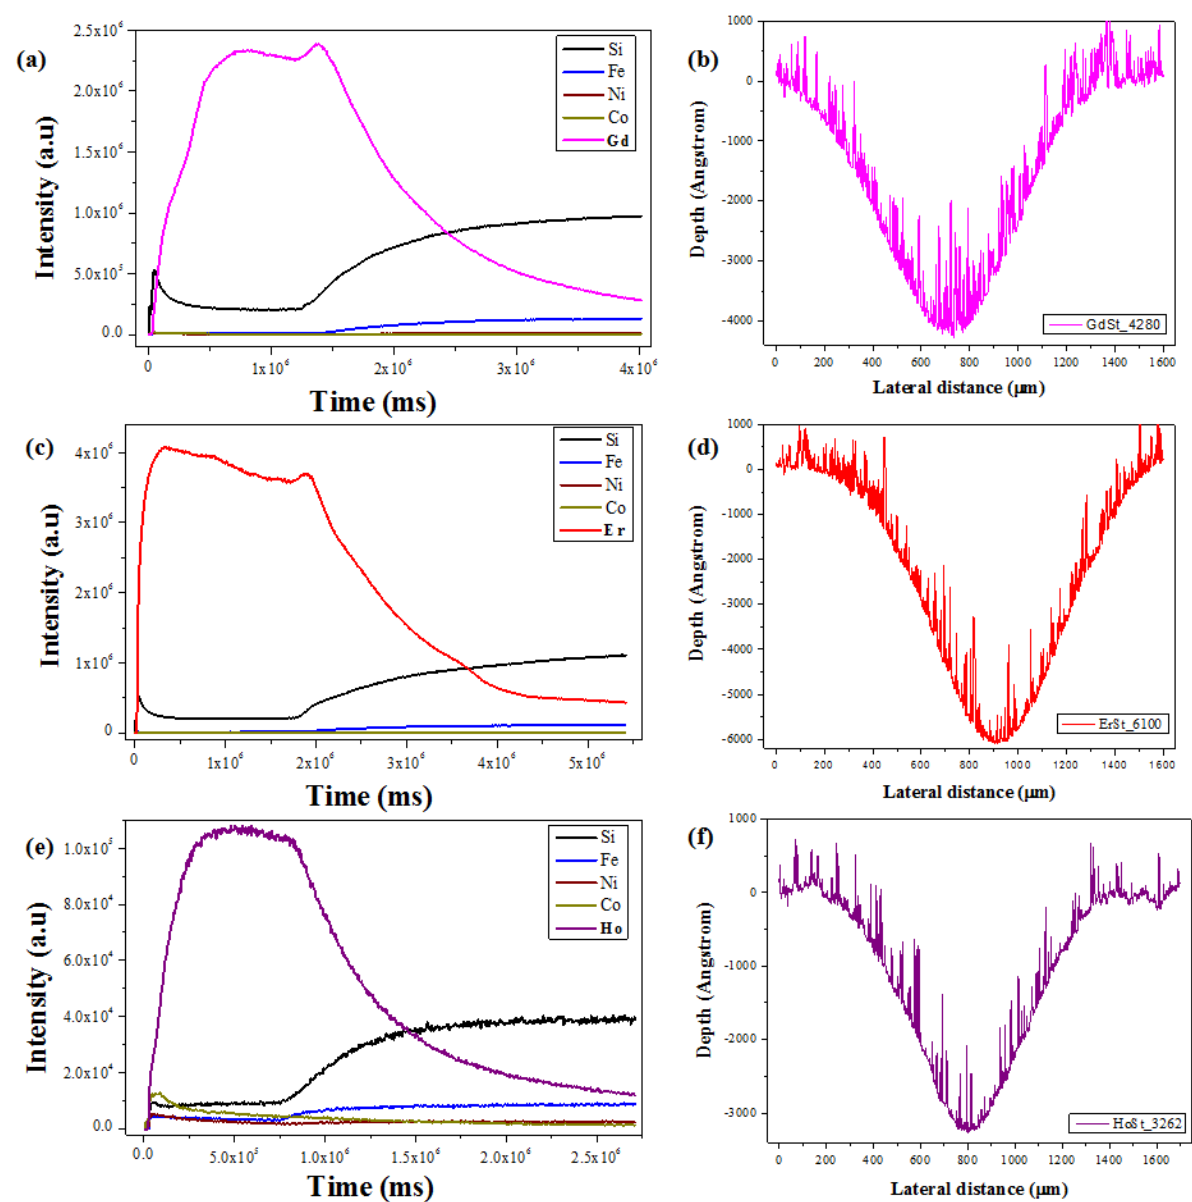 (a)
Intensity (a.u)
2.5x10⁶
2.0x10⁶
1.5x10⁶
1.0x10⁶
5.0x10⁵
0.0
Si
Fe
Ni
Co
Gd
0
1x10⁶
2x10⁶
3x10⁶
4x10⁶
Time (ms)
(b)
Depth (Angstrom)
1000
0
-1000
-2000
-3000
-4000
GdSt_4280
0
200
400
600
800
1000
1200
1400
1600
Lateral distance (µm)
(c)
Intensity (a.u)
4x10⁶
3x10⁶
2x10⁶
1x10⁶
0
Si
Fe
Ni
Co
Er
0
1x10⁶
2x10⁶
3x10⁶
4x10⁶
5x10⁶
Time (ms)
(d)
Depth (Angstrom)
1000
0
-1000
-2000
-3000
-4000
-5000
-6000
ErSt_6100
0
200
400
600
800
1000
1200
1400
1600
Lateral distance (µm)
(e)
Intensity (a.u)
1.0x10⁵
8.0x10⁴
6.0x10⁴
4.0x10⁴
2.0x10⁴
0.0
Si
Fe
Ni
Co
Ho
0.0
5.0x10⁵
1.0x10⁶
1.5x10⁶
2.0x10⁶
2.5x10⁶
Time (ms)
(f)
Depth (Angstrom)
1000
0
-1000
-2000
-3000
HoSt_3262
0
200
400
600
800
1000
1200
1400
1600
Lateral distance (µm)